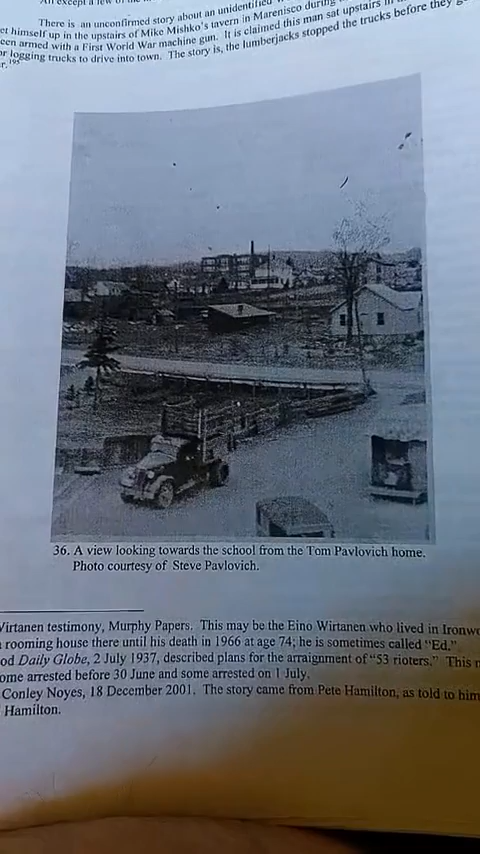 There is an unconfirmed story about an unidentified
et himself up in the upstairs of Mike Mishko's tavern in Marenisco during
een armed with a First World War machine gun. It is claimed this man sat upstairs in
or logging trucks to drive into town. The story is, the lumberjacks stopped the trucks before they
r.195
36. A view looking towards the school from the Tom Pavlovich home.
Photo courtesy of Steve Pavlovich.
Virtanen testimony, Murphy Papers. This may be the Eino Wirtanen who lived in Ironwo
rooming house there until his death in 1966 at age 74; he is sometimes called "Ed."
od Daily Globe, 2 July 1937, described plans for the arraignment of "53 rioters." This
ome arrested before 30 June and some arrested on 1 July.
Conley Noyes, 18 December 2001. The story came from Pete Hamilton, as told to him
Hamilton.